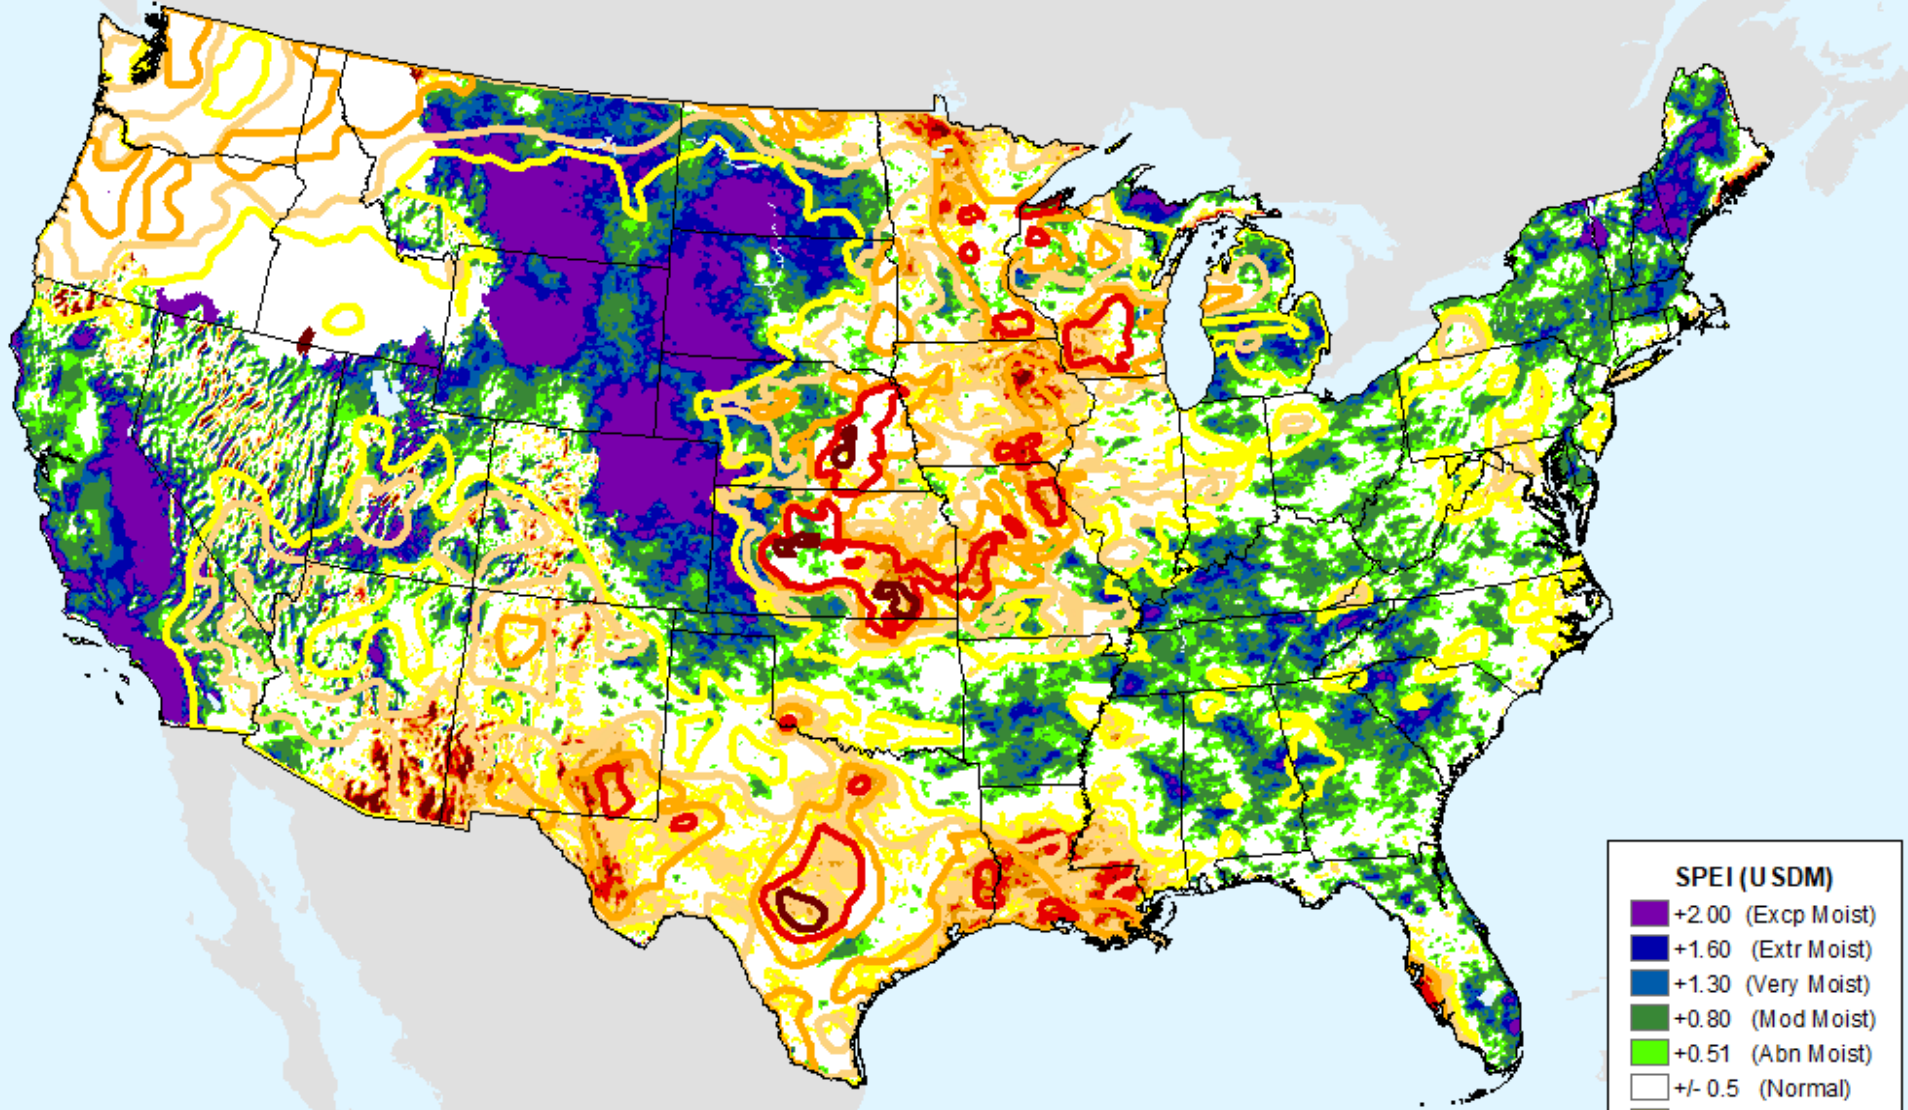 SPEI (USDM)
+2.00 (Excp Moist)
+1.60 (Extr Moist)
+1.30 (Very Moist)
+0.80 (Mod Moist)
+0.51 (Abn Moist)
+/- 0.5 (Normal)